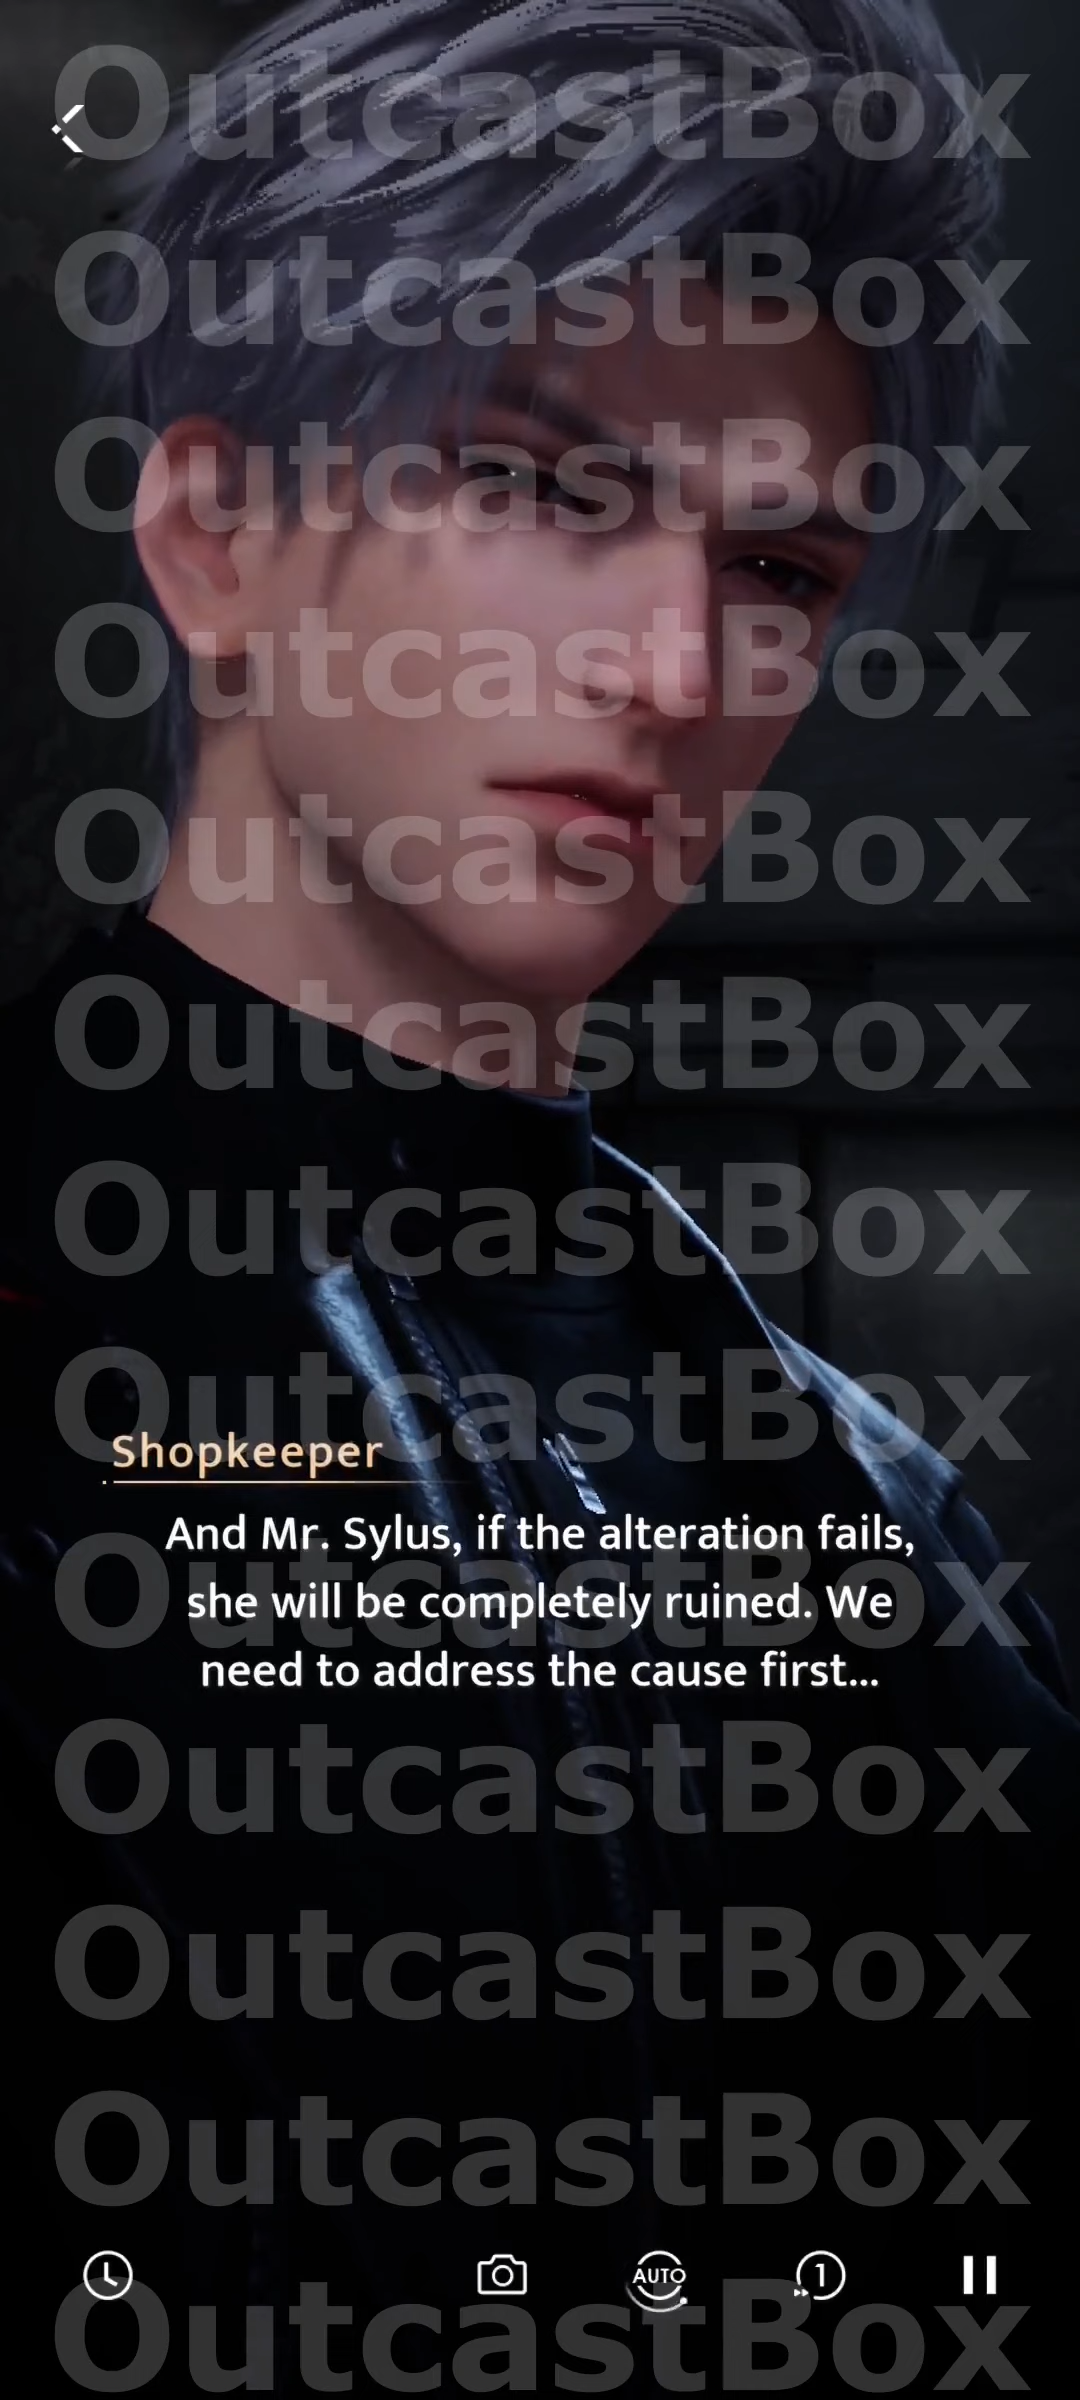 OutcastBox
OutcastBox
OutcastBox
OutcastBox
OutcastBox
OutcastBox
OutcastBox
OutcastBox
Shopkeeper
And Mr. Sylus, if the alteration fails,
OutcastBox
she will be completely ruined. We
need to address the cause first...
OutcastBox
OutcastBox
OutcastBox
AUTO
1
OutcastBox